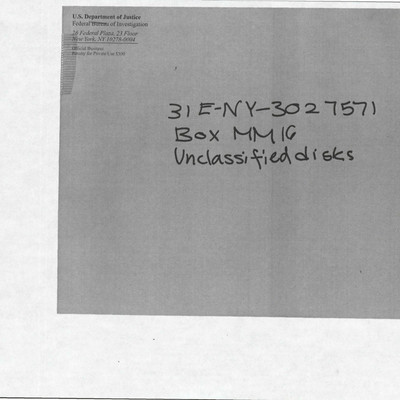 U.S. Department of Justice
Federal Bureau of Investigation
26 Federal Plaza, 23 Floor
New York, NY 10278-0004
Official Business
Penalty for Private Use $300
31E-NY-3027571
Box MM16
Unclassified disks